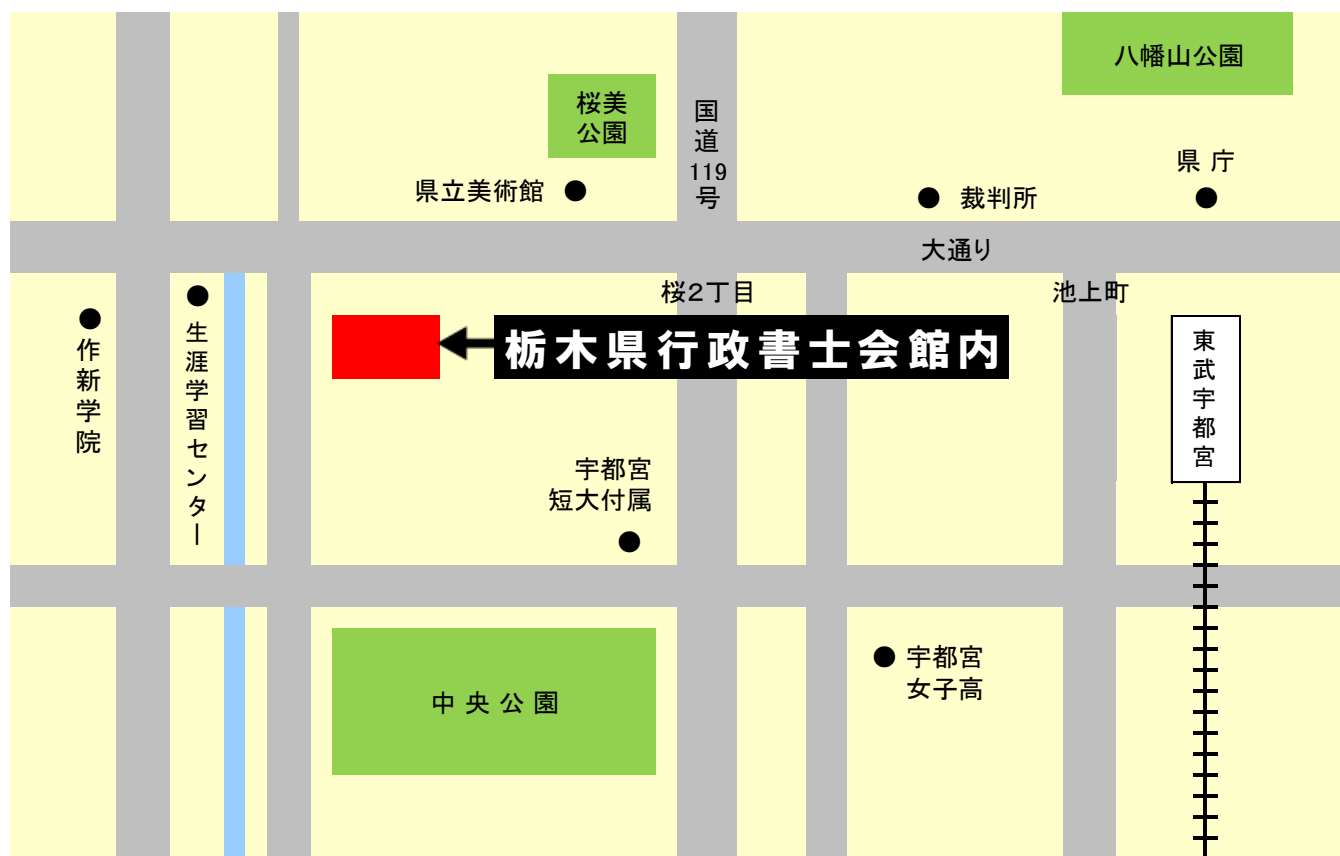 八幡山公園
桜美
公園
国道119号
県庁
県立美術館
裁判所
大通り
桜2丁目
池上町
作新学院
生涯学習センター
栃木県行政書士会館内
東武宇都宮
宇都宮
短大付属
宇都宮
女子高
中央公園